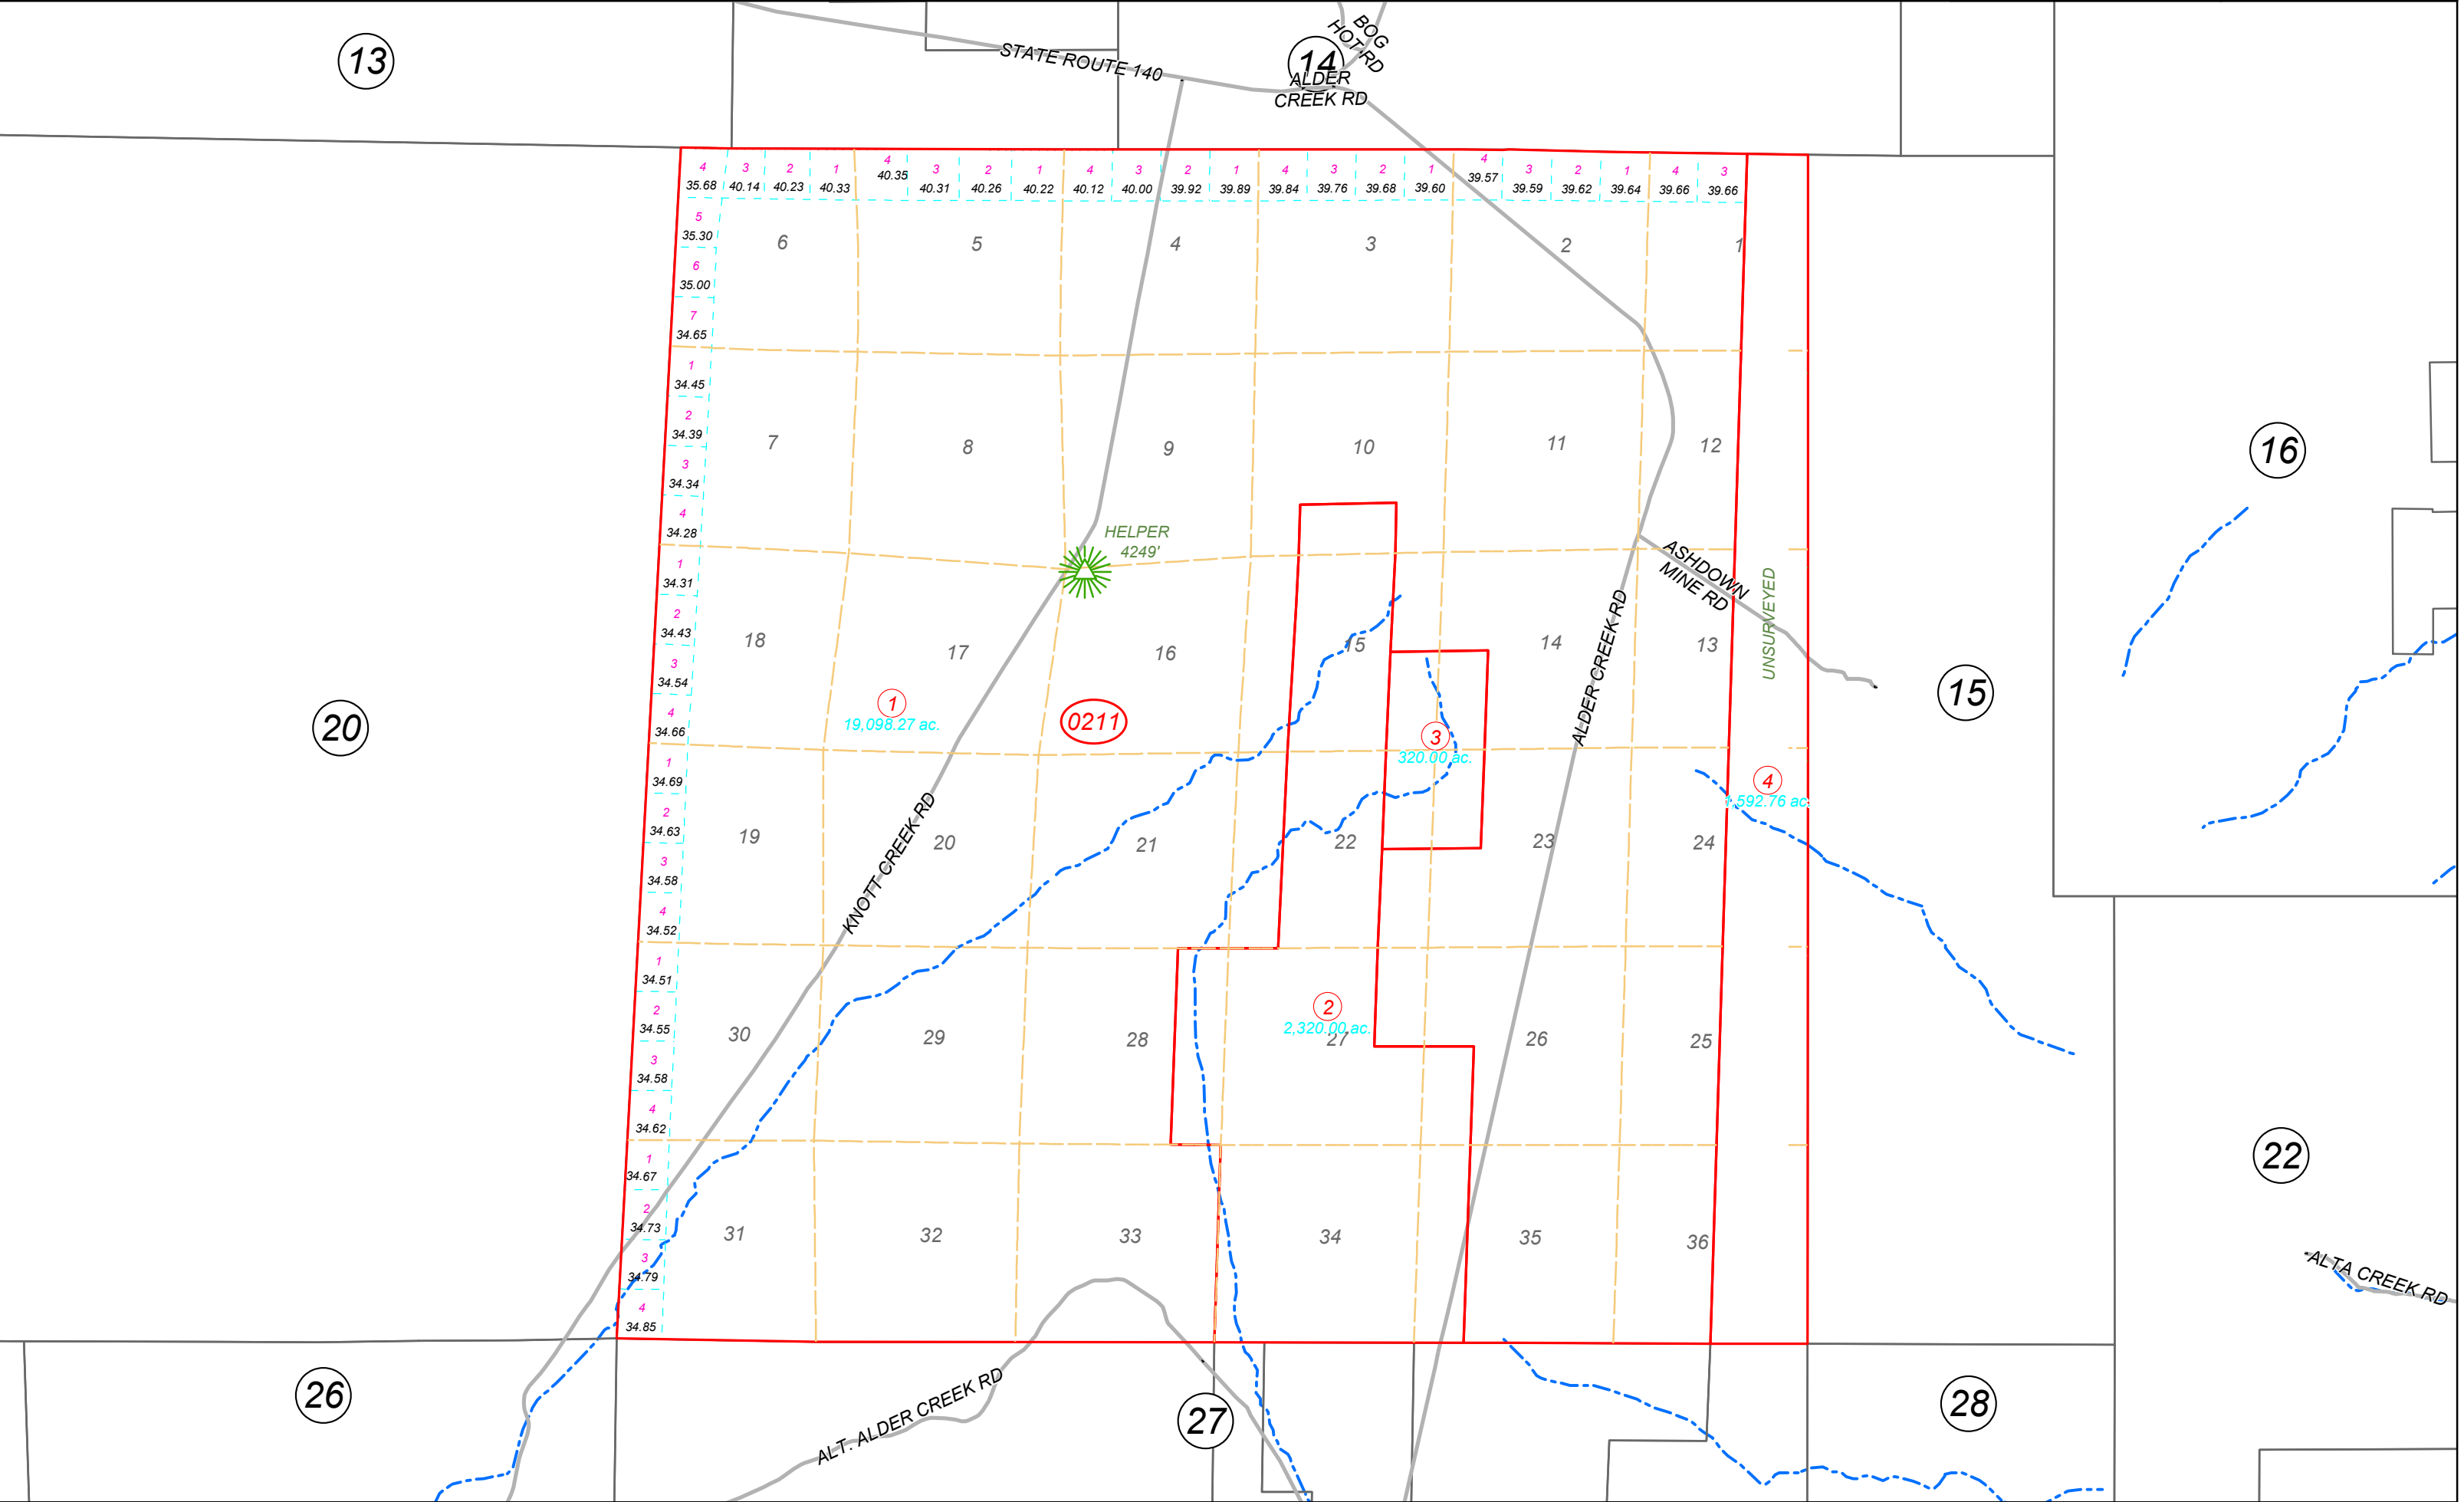 13
STATE ROUTE 140
BOG
HOT RD
14
ALDER
CREEK RD
4 3 2 1 4 3 2 1 4 3 2 1 4 3 2 1 4 3 2 1 4 3
35.68 40.14 40.23 40.33 40.35 40.31 40.26 40.22 40.12 40.00 39.92 39.89 39.84 39.76 39.68 39.60 39.57 39.59 39.62 39.64 39.66 39.66
5
35.30
6 5 4 3 2 1
6
35.00
7
34.65
1
34.45
2
34.39
7 8 9 10 11 12
16
3
34.34
4
34.28
HELPER
4249'
ASHDOWN
MINE RD
UNSURVEYED
1
34.31
2
34.43
18 17 16 15 14 13
3
34.54
ALDER CREEK RD
15
4
34.66
20
1
19,098.27 ac.
0211
3
320.00 ac.
1
34.69
4
,592.76 ac.
2
34.63
19 20 21 22 23 24
KNOTT CREEK RD
3
34.58
4
34.52
1
34.51
2
34.55
2
2,320.00 ac.
30 29 28 27 26 25
3
34.58
4
34.62
22
1
34.67
2
34.73
31 32 33 34 35 36
3
34.79
ALTA CREEK RD
4
34.85
26
ALT. ALDER CREEK RD
27
28